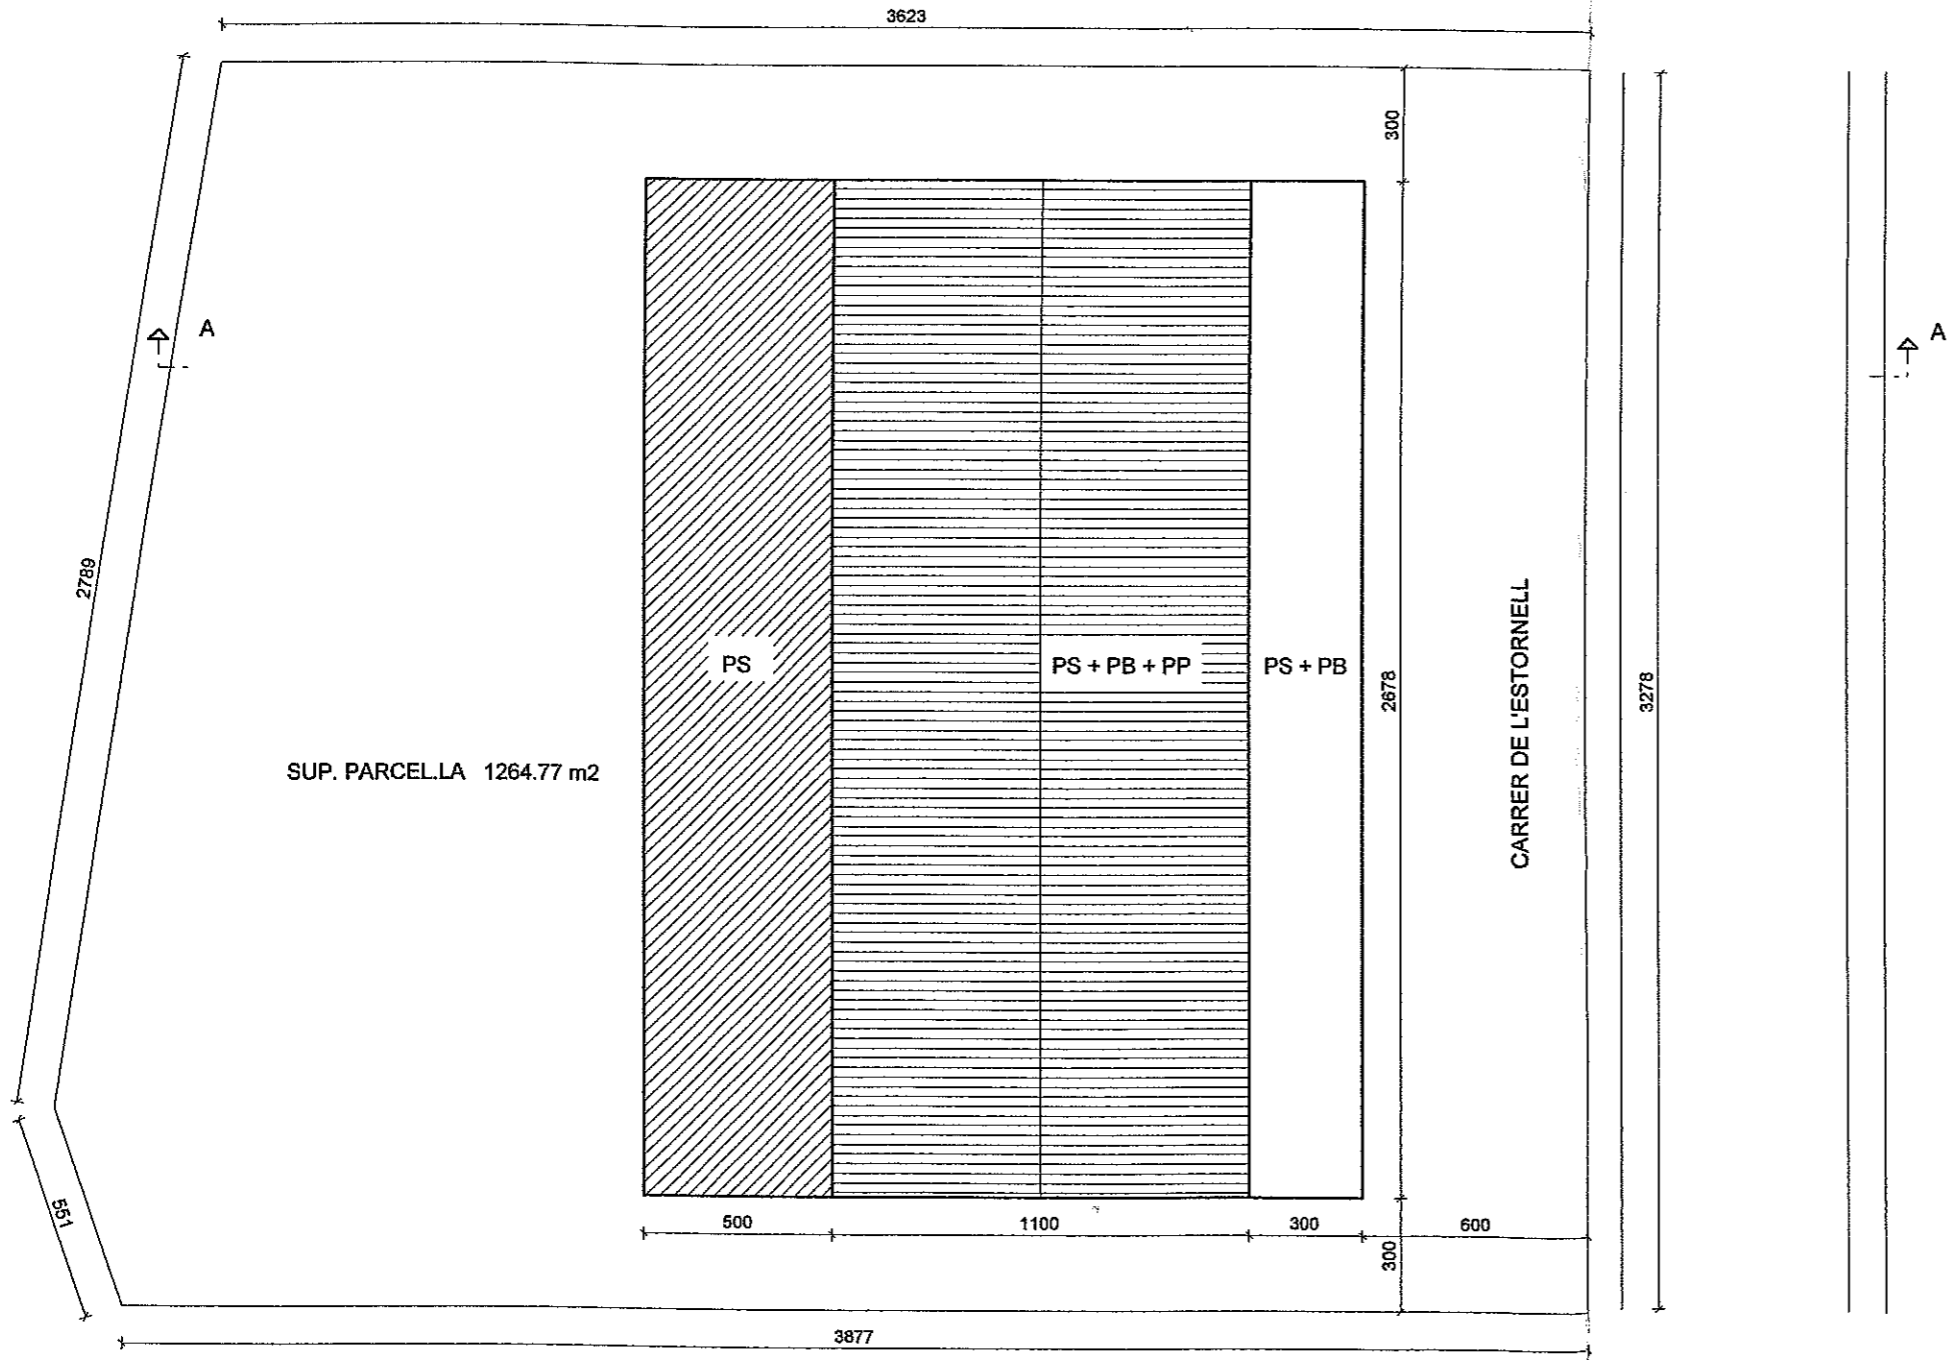 3623
300
A
A
2789
PS
PS + PB + PP
PS + PB
2678
CARRER DE L'ESTORNELL
3278
SUP. PARCEL.LA 1264.77 m2
551
500
1100
300
600
300
3877